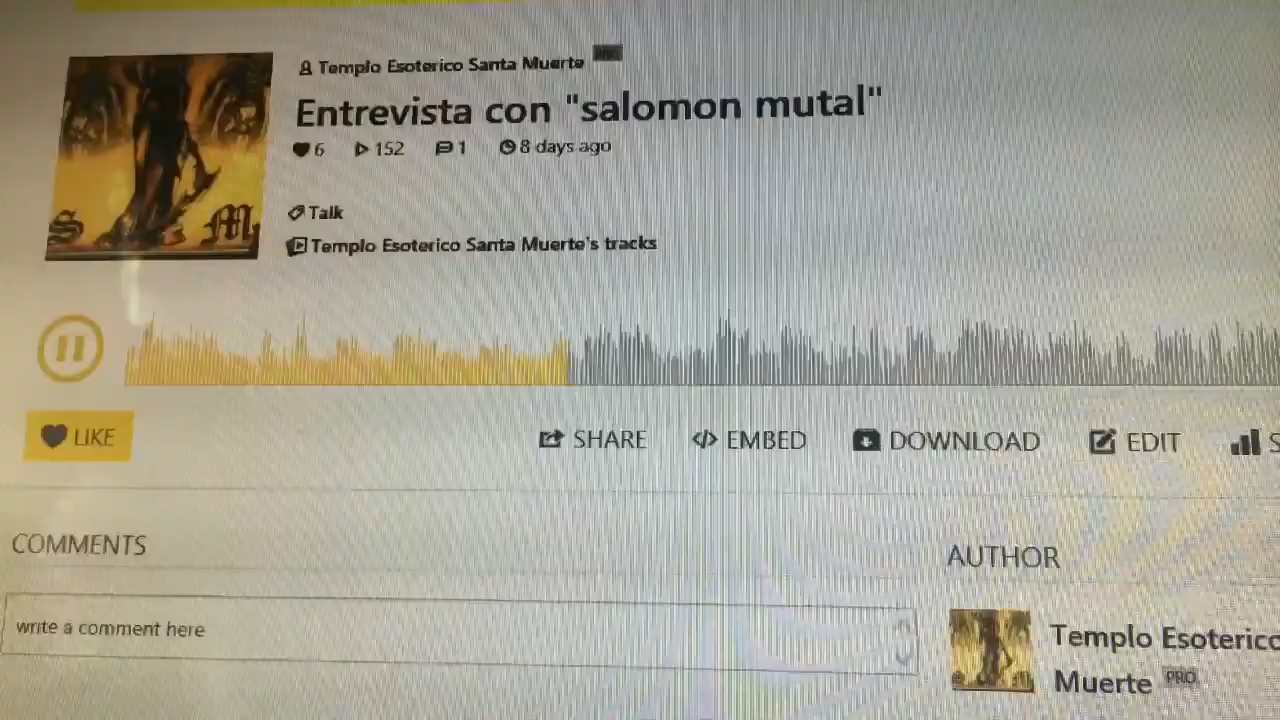 Templo Esoterico Santa Muerte PRO
Entrevista con "salomon mutal"
6 152 1 8 days ago
Talk
Templo Esoterico Santa Muerte's tracks
S M
LIKE
SHARE EMBED DOWNLOAD EDIT S
COMMENTS
AUTHOR
write a comment here
Templo Esoterico
Muerte PRO